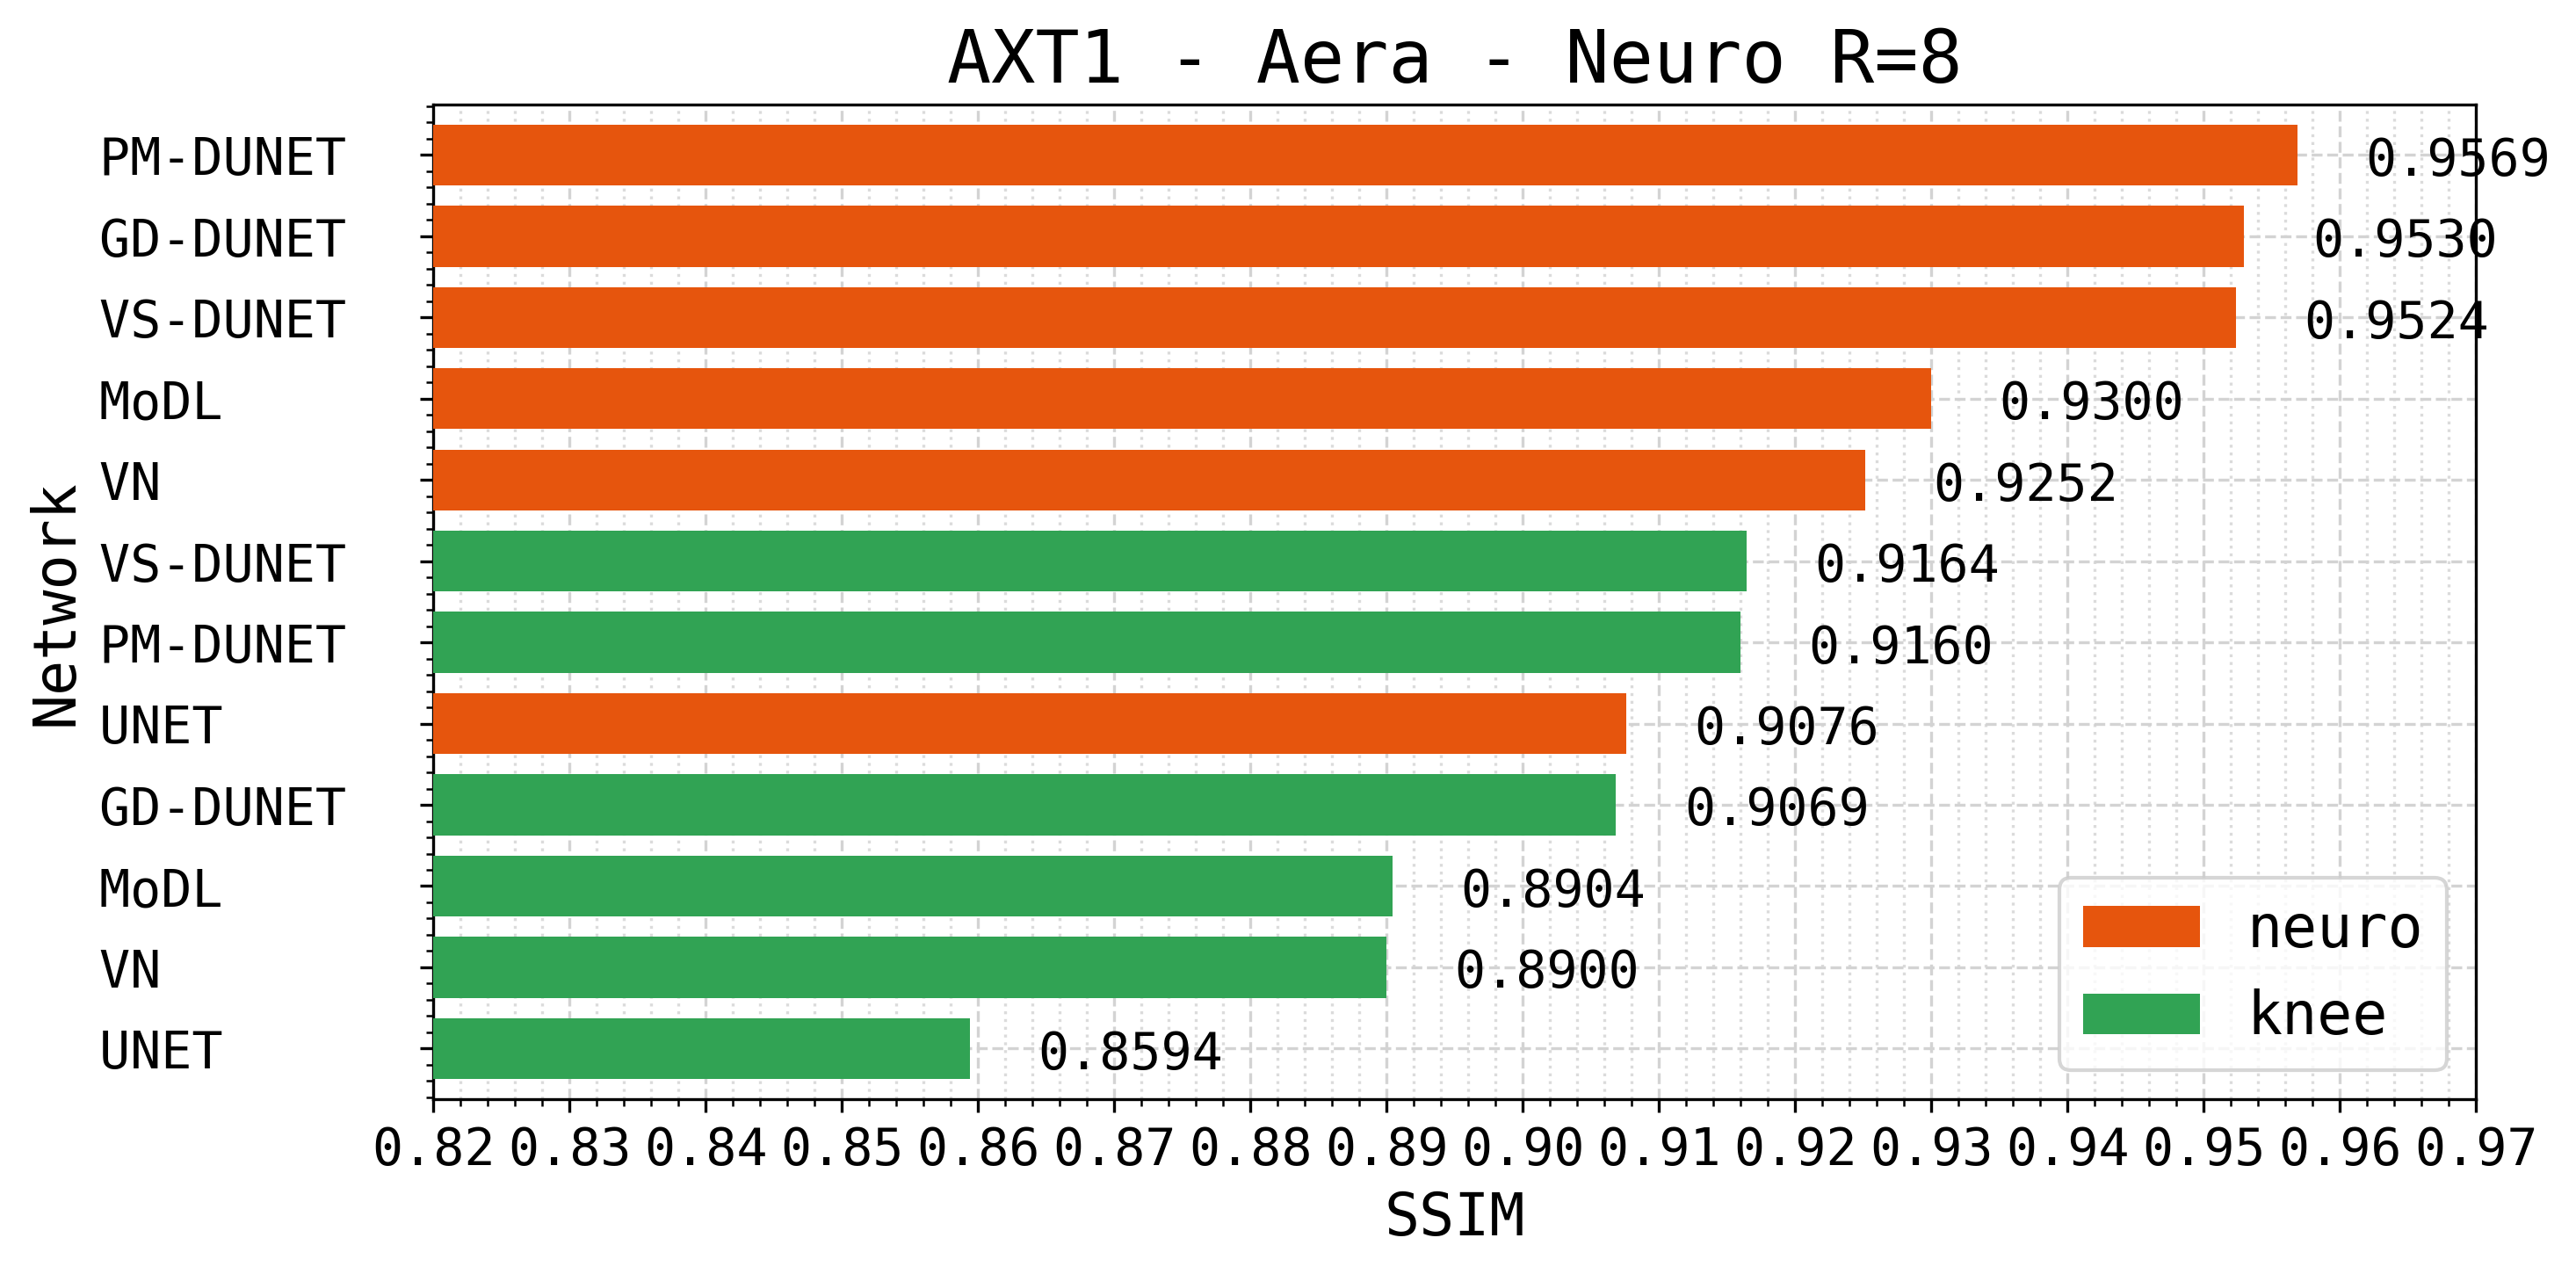 AXT1 - Aera - Neuro R=8
Network
PM-DUNET 0.9569
GD-DUNET 0.9530
VS-DUNET 0.9524
MoDL 0.9300
VN 0.9252
VS-DUNET 0.9164
PM-DUNET 0.9160
UNET 0.9076
GD-DUNET 0.9069
MoDL 0.8904
VN 0.8900
UNET 0.8594
neuro
knee
0.82 0.83 0.84 0.85 0.86 0.87 0.88 0.89 0.90 0.91 0.92 0.93 0.94 0.95 0.96 0.97
SSIM